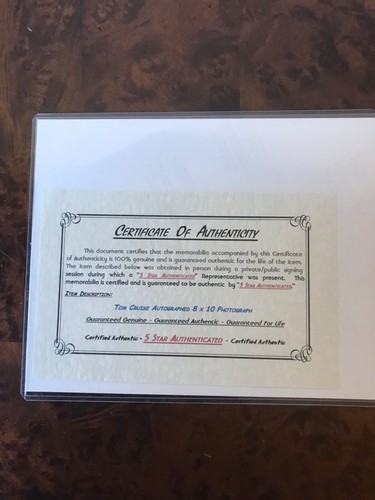 CERTIFICATE OF AUTHENTICITY
This document certifies that the memorabilia accompanied by this Certificate
of Authenticity is 100% genuine and is guaranteed authentic for the life of the item.
The item described below was obtained in person during a private/public signing
session during which a "5 STAR AUTHENTICATED" Representative was present. This
memorabilia is certified and is guaranteed to be authentic by "5 STAR AUTHENTICATED."
ITEM DESCRIPTION:
TOM CRUISE AUTOGRAPHED 8 X 10 PHOTOGRAPH
Guaranteed Genuine - Guaranteed Authentic - Guaranteed For Life
Certified Authentic - 5 STAR AUTHENTICATED - Certified Authentic